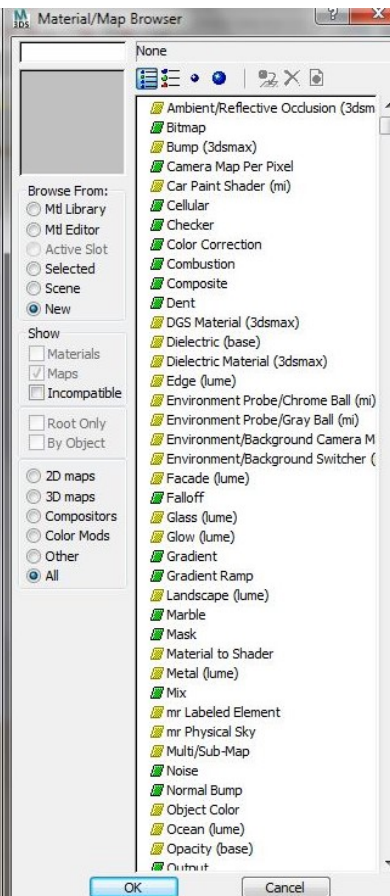 Material/Map Browser
None
Browse From:
Mtl Library
Mtl Editor
Active Slot
Selected
Scene
New
Show
Materials
Maps
Incompatible
Root Only
By Object
2D maps
3D maps
Compositors
Color Mods
Other
All
Ambient/Reflective Occlusion (3dsm
Bitmap
Bump (3dsmax)
Camera Map Per Pixel
Car Paint Shader (mi)
Cellular
Checker
Color Correction
Combustion
Composite
Dent
DGS Material (3dsmax)
Dielectric (base)
Dielectric Material (3dsmax)
Edge (lume)
Environment Probe/Chrome Ball (mi)
Environment Probe/Gray Ball (mi)
Environment/Background Camera M
Environment/Background Switcher (
Facade (lume)
Falloff
Glass (lume)
Glow (lume)
Gradient
Gradient Ramp
Landscape (lume)
Marble
Mask
Material to Shader
Metal (lume)
Mix
mr Labeled Element
mr Physical Sky
Multi/Sub-Map
Noise
Normal Bump
Object Color
Ocean (lume)
Opacity (base)
Output
OK
Cancel